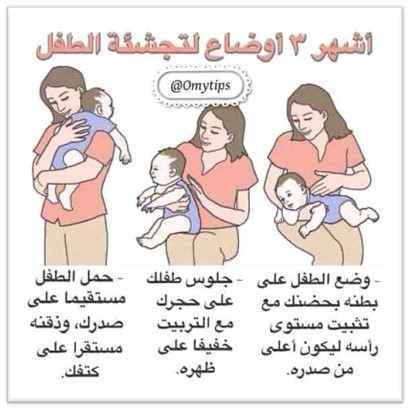 أشهر ٣ أوضاع لتجشئة الطفل
@Omytips
- وضع الطفل على
بطنه بحضنك مع
تثبيت مستوى
رأسه ليكون أعلى
من صدره.
- جلوس طفلك
على حجرك
مع التربيت
خفيفا على
ظهره.
- حمل الطفل
مستقيما على
صدرك، وذقنه
مستقرا على
كتفك.